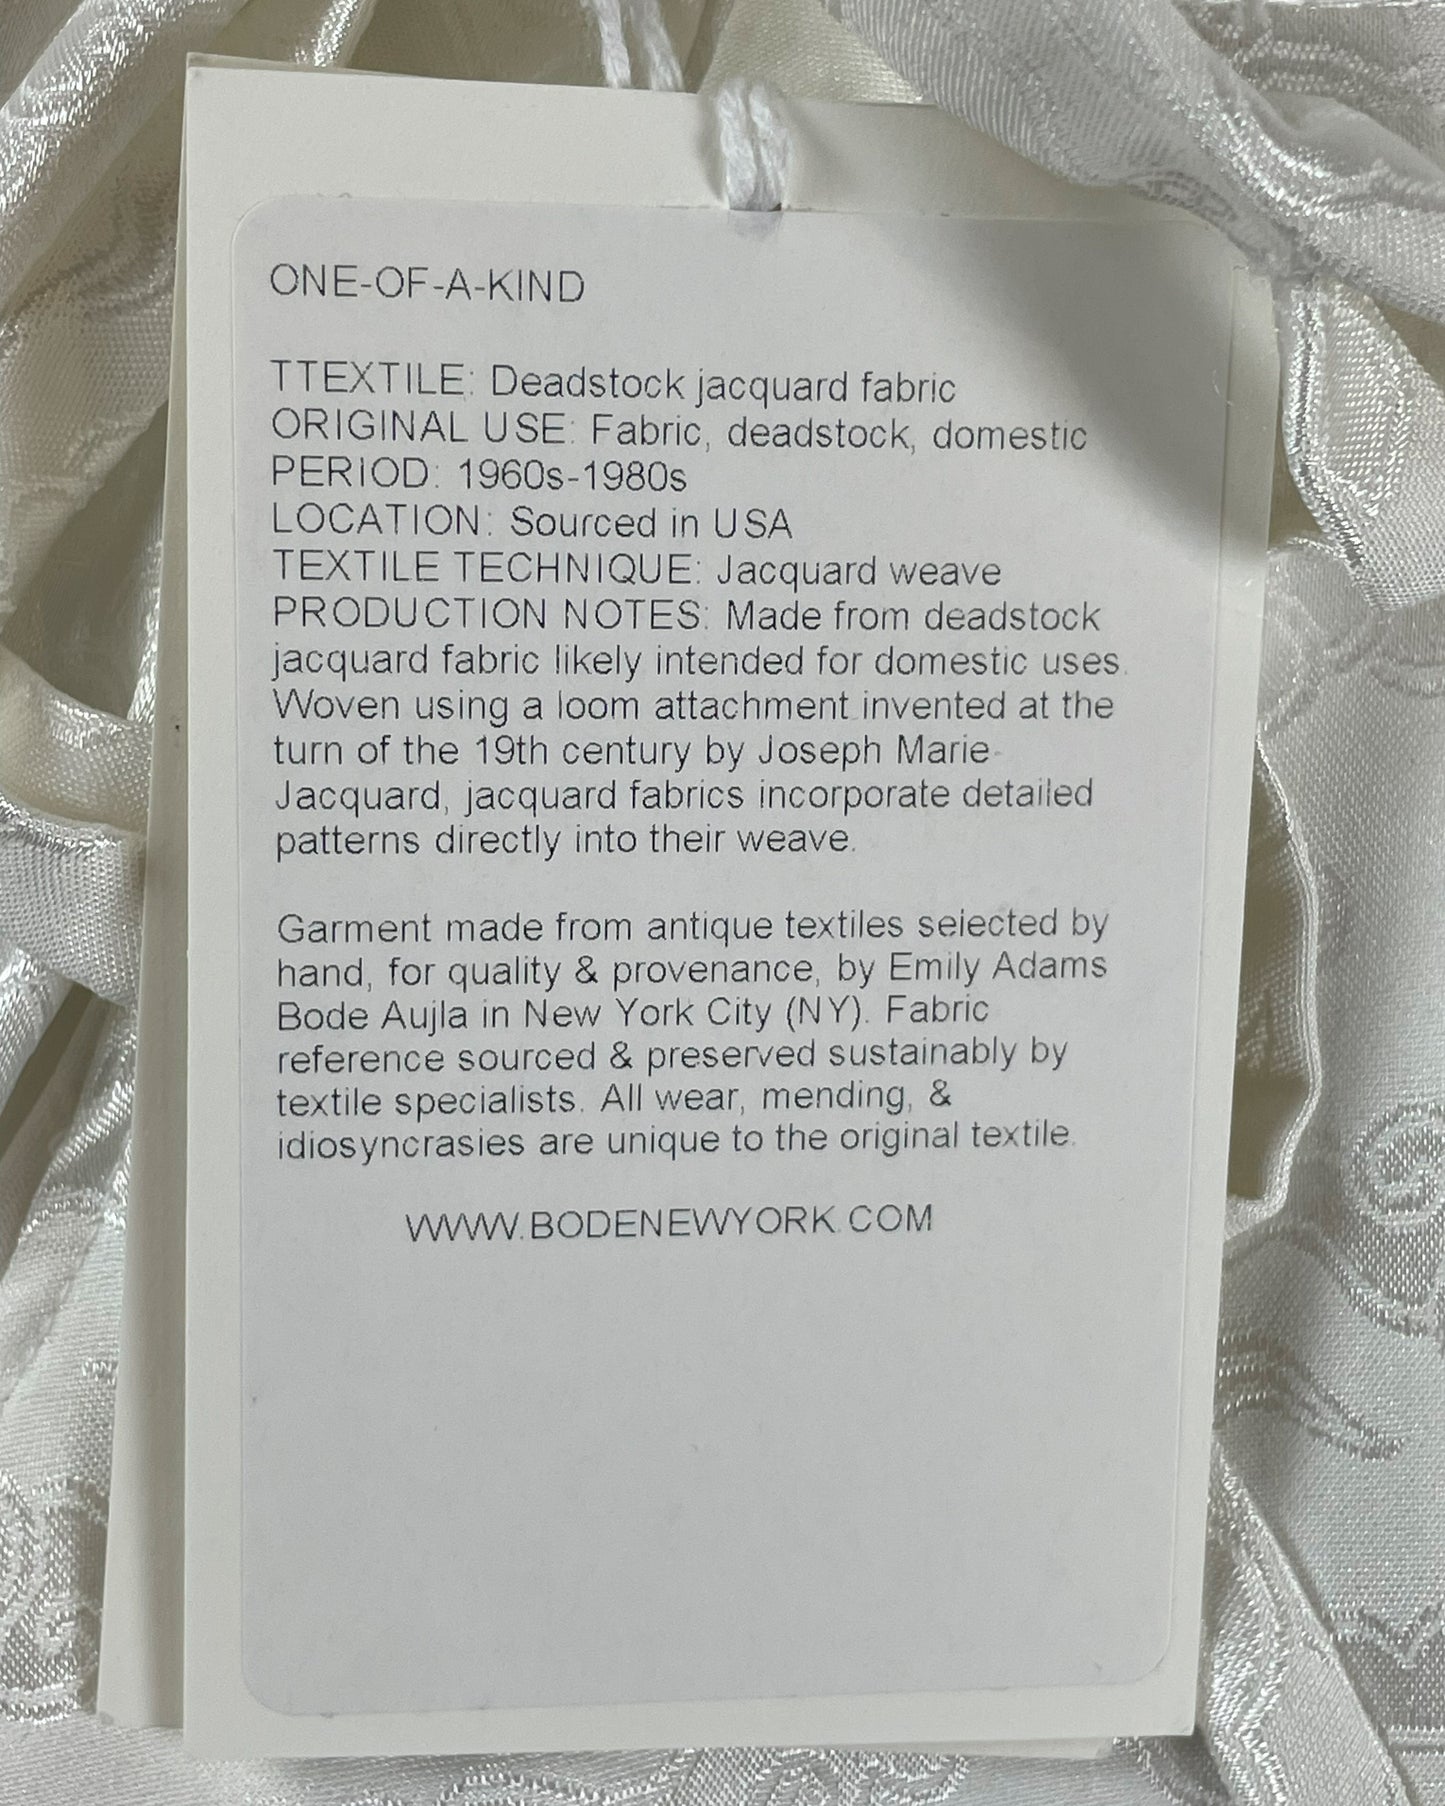 ONE-OF-A-KIND
TTEXTILE: Deadstock jacquard fabric
ORIGINAL USE: Fabric, deadstock, domestic
PERIOD: 1960s-1980s
LOCATION: Sourced in USA
TEXTILE TECHNIQUE: Jacquard weave
PRODUCTION NOTES: Made from deadstock
jacquard fabric likely intended for domestic uses.
Woven using a loom attachment invented at the
turn of the 19th century by Joseph Marie-
Jacquard, jacquard fabrics incorporate detailed
patterns directly into their weave.
Garment made from antique textiles selected by
hand, for quality & provenance, by Emily Adams
Bode Aujla in New York City (NY). Fabric
reference sourced & preserved sustainably by
textile specialists. All wear, mending, &
idiosyncrasies are unique to the original textile.
WWW.BODENEWYORK.COM